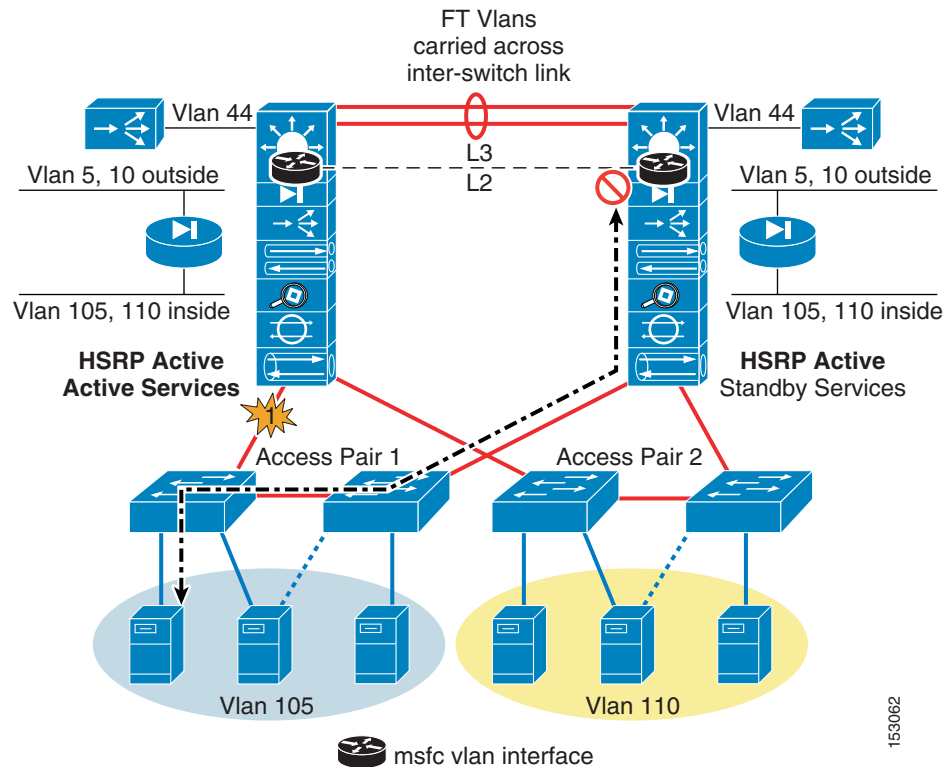 FT Vlans
carried across
inter-switch link
Vlan 44
Vlan 44
L3
L2
Vlan 5, 10 outside
Vlan 5, 10 outside
Vlan 105, 110 inside
Vlan 105, 110 inside
HSRP Active
Active Services
HSRP Active
Standby Services
1
Access Pair 1
Access Pair 2
Vlan 105
Vlan 110
153062
msfc vlan interface